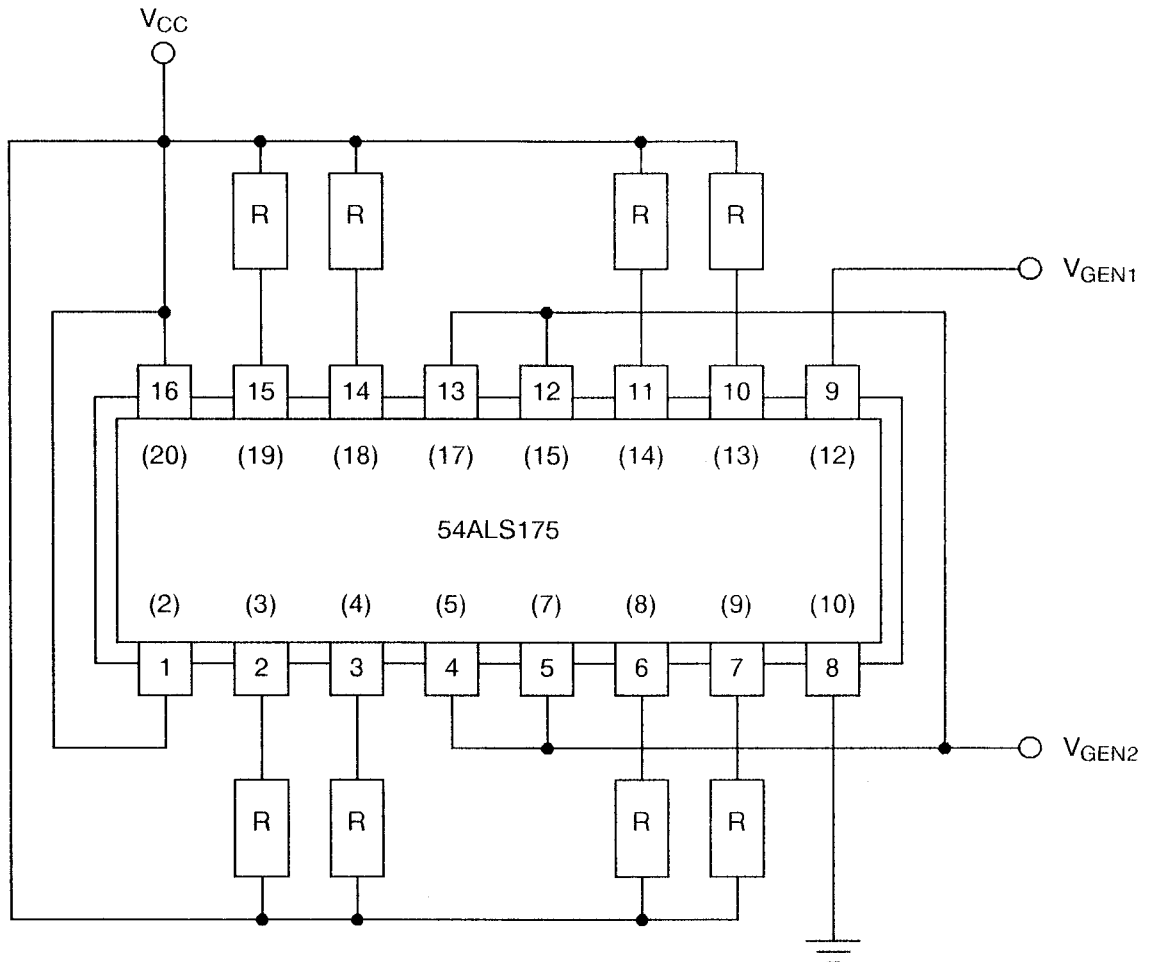 VCC
R R R R
VGEN1
16 15 14 13 12 11 10 9
(20) (19) (18) (17) (15) (14) (13) (12)
54ALS175
(2) (3) (4) (5) (7) (8) (9) (10)
1 2 3 4 5 6 7 8
VGEN2
R R R R